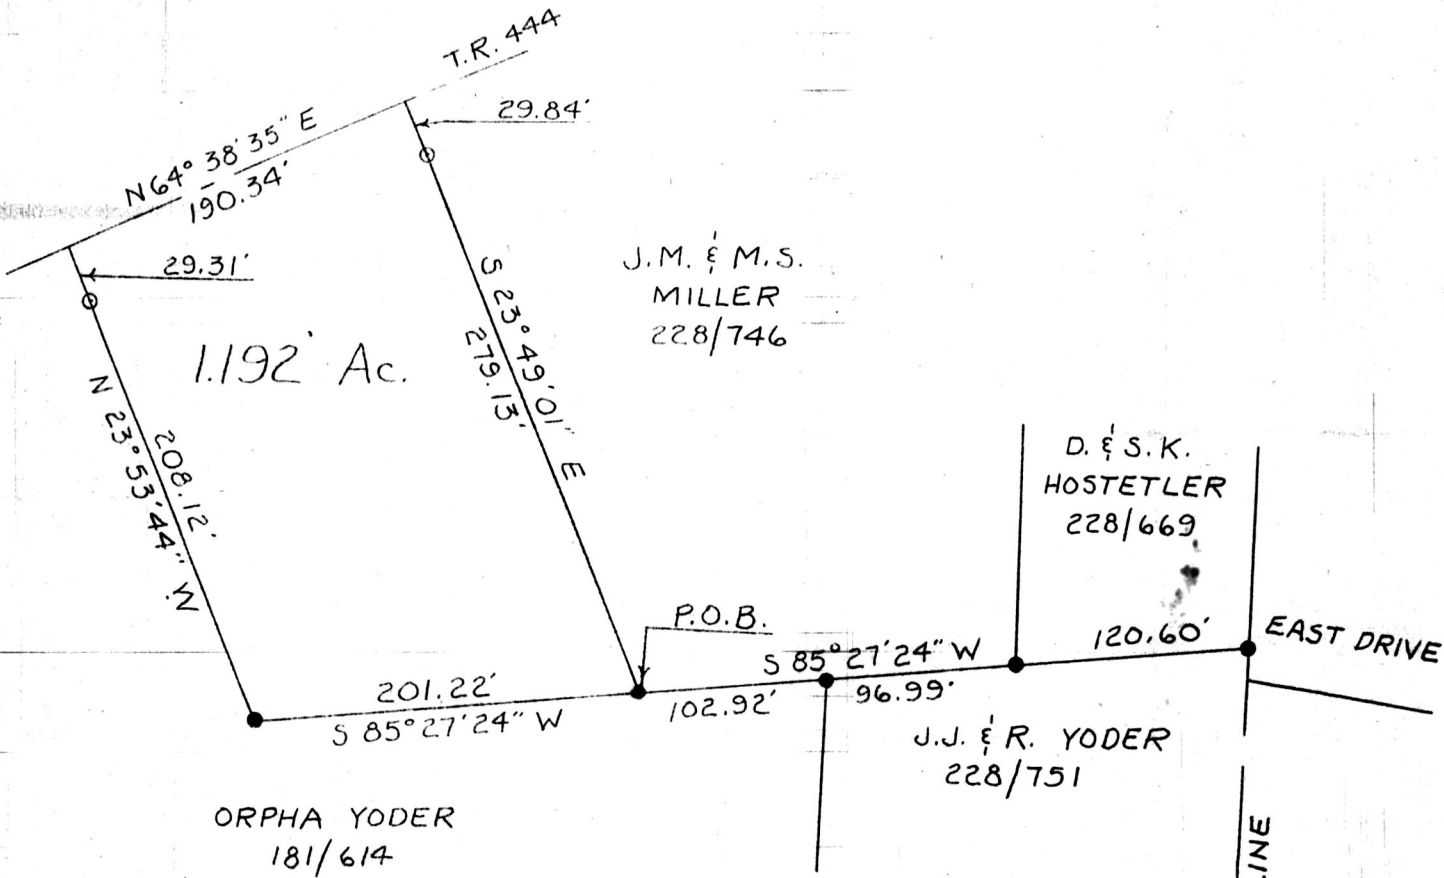 T.R. 444
N 64° 38' 35" E
190.34'
29.84'
29.31'
1.192 Ac.
N 23° 53' 44" W.
208.12'
S 23° 49' 01" E
279.13'
J.M. & M.S.
MILLER
228/746
D. & S.K.
HOSTETLER
228/669
P.O.B.
S 85° 27' 24" W
120.60'
EAST DRIVE
201.22'
S 85° 27' 24" W
102.92'
96.99'
J.J. & R. YODER
228/751
ORPHA YODER
181/614
LINE